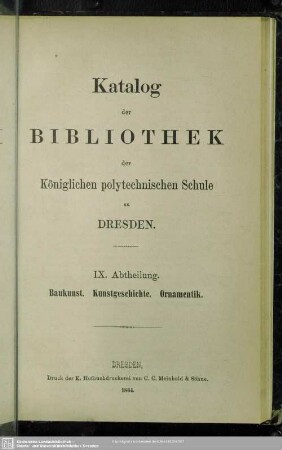 Katalog
der
BIBLIOTHEK
der
Königlichen polytechnischen Schule
zu
DRESDEN.
IX. Abtheilung.
Baukunst. Kunstgeschichte. Ornamentik.
DRESDEN,
Druck der K. Hofbuchdruckerei von C. C. Meinhold & Söhne.